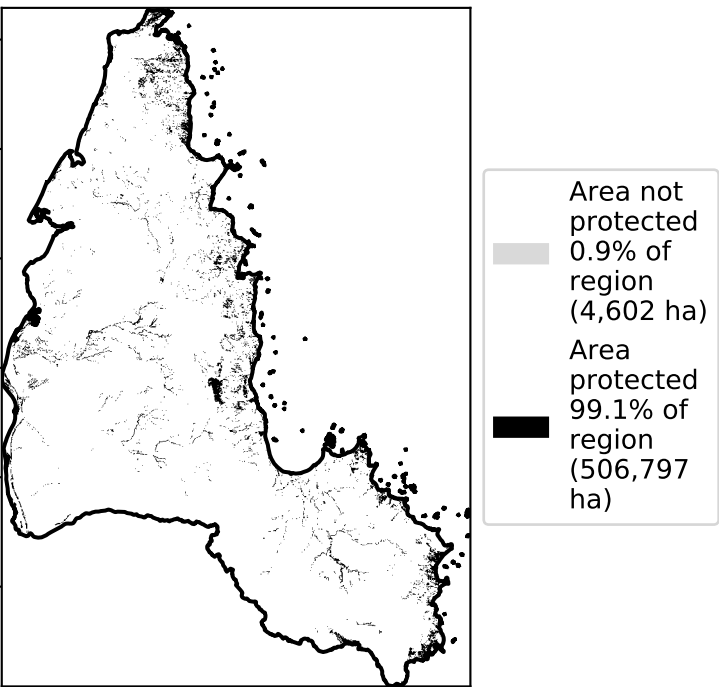 Area not
protected
0.9% of
region
(4,602 ha)
Area
protected
99.1% of
region
(506,797
ha)